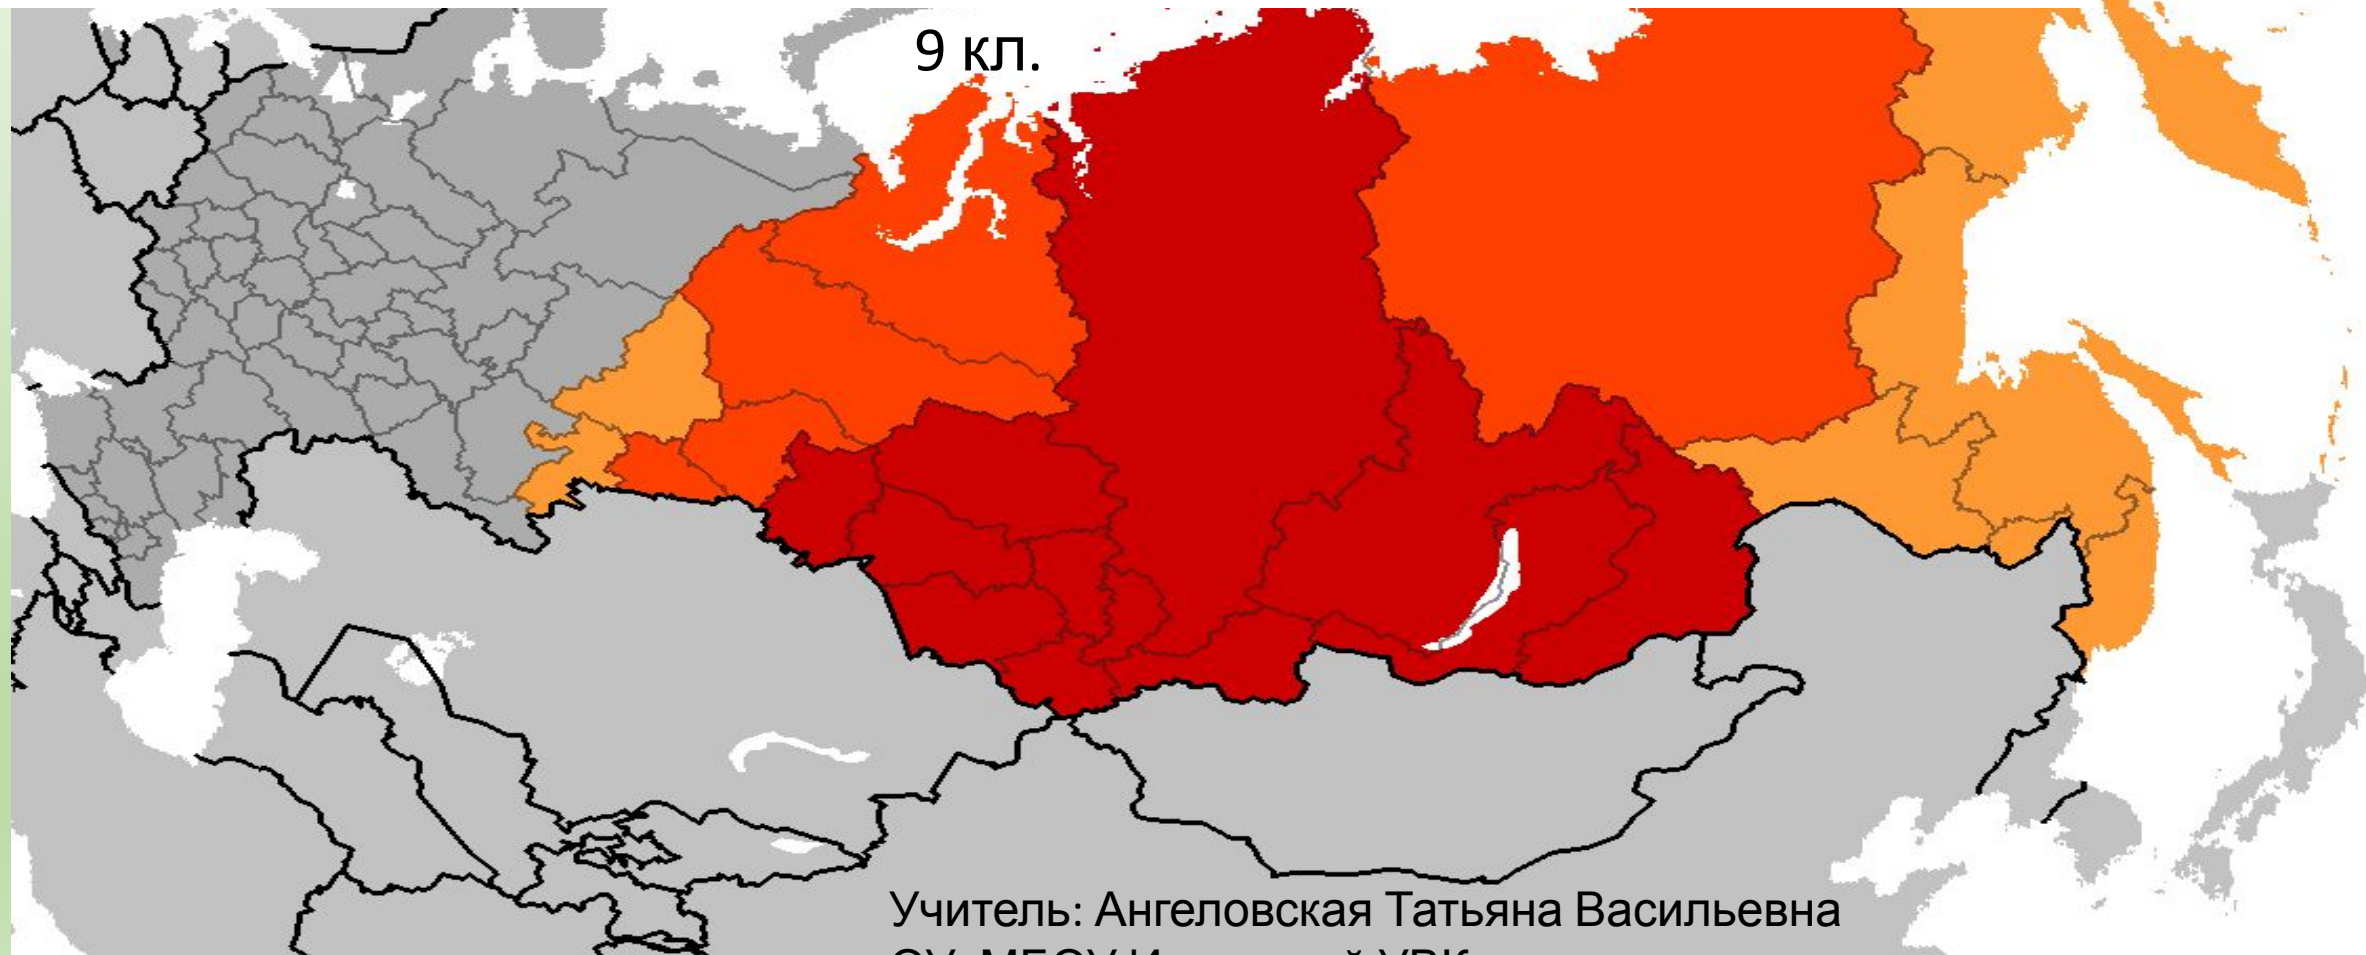 9 кл.
Учитель: Ангеловская Татьяна Васильевна